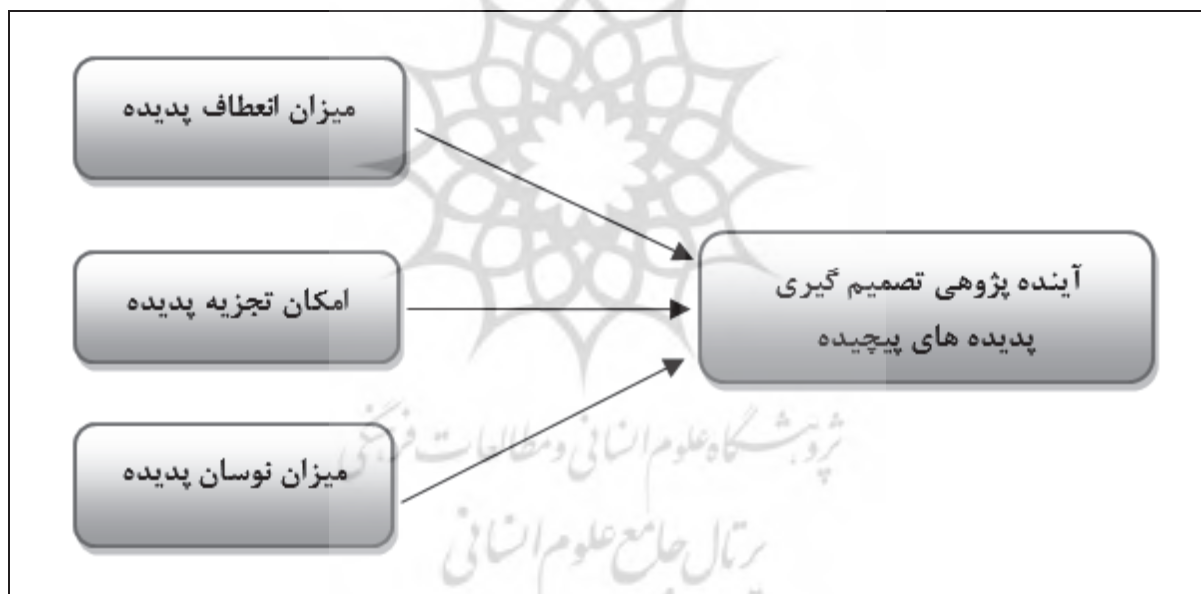 میزان انعطاف پدیده
امکان تجزیه پدیده
میزان نوسان پدیده
آینده پژوهی تصمیم گیری
پدیده های پیچیده
پژوهشگاه علوم انسانی و مطالعات فرهنگی
پرتال جامع علوم انسانی